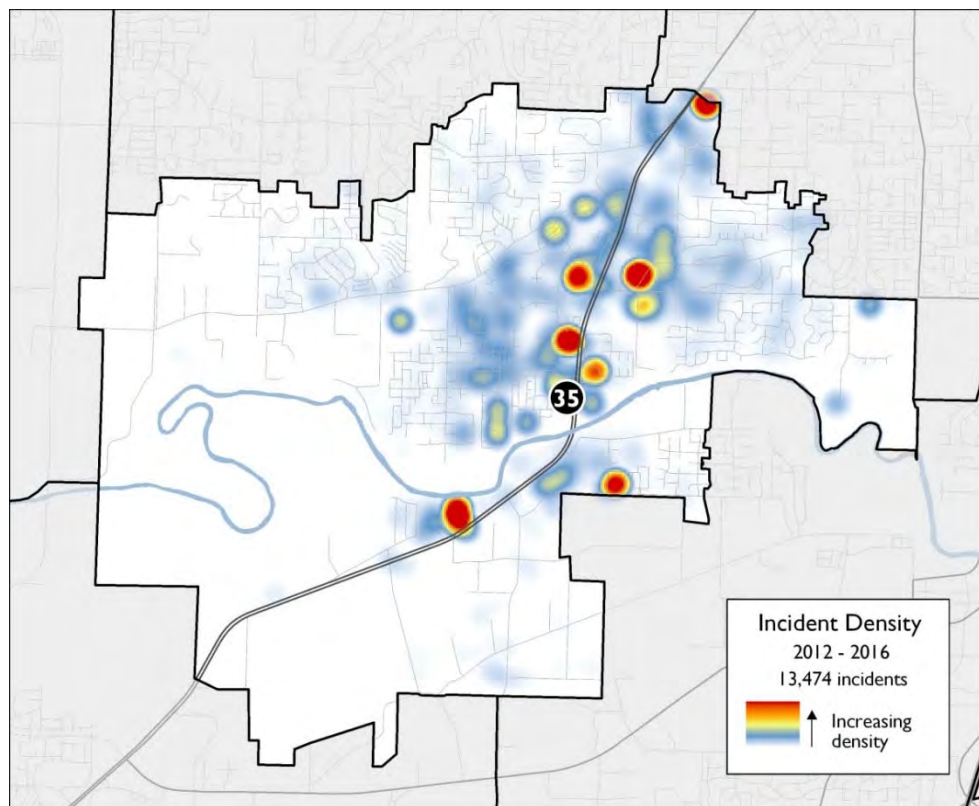 35
Incident Density
2012 - 2016
13,474 incidents
Increasing
density